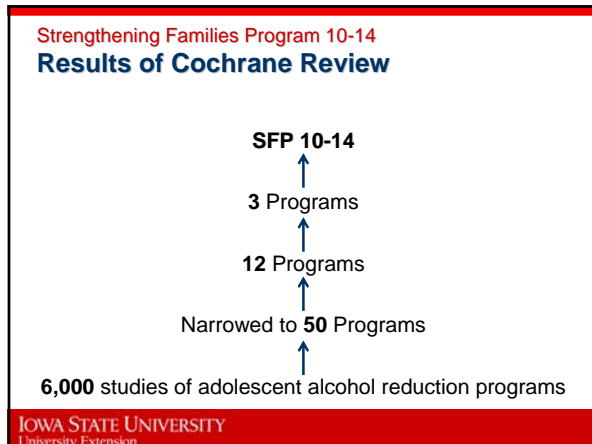 Strengthening Families Program 10-14
Results of Cochrane Review
SFP 10-14
3 Programs
12 Programs
Narrowed to 50 Programs
6,000 studies of adolescent alcohol reduction programs
IOWA STATE UNIVERSITY
University Extension